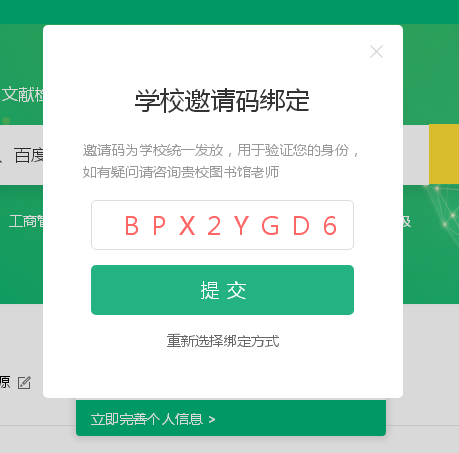 文献检
学校邀请码绑定
百度
邀请码为学校统一发放，用于验证您的身份，
如有疑问请咨询贵校图书馆老师
工商管
B P X 2 Y G D 6
提 交
重新选择绑定方式
源
立即完善个人信息 >